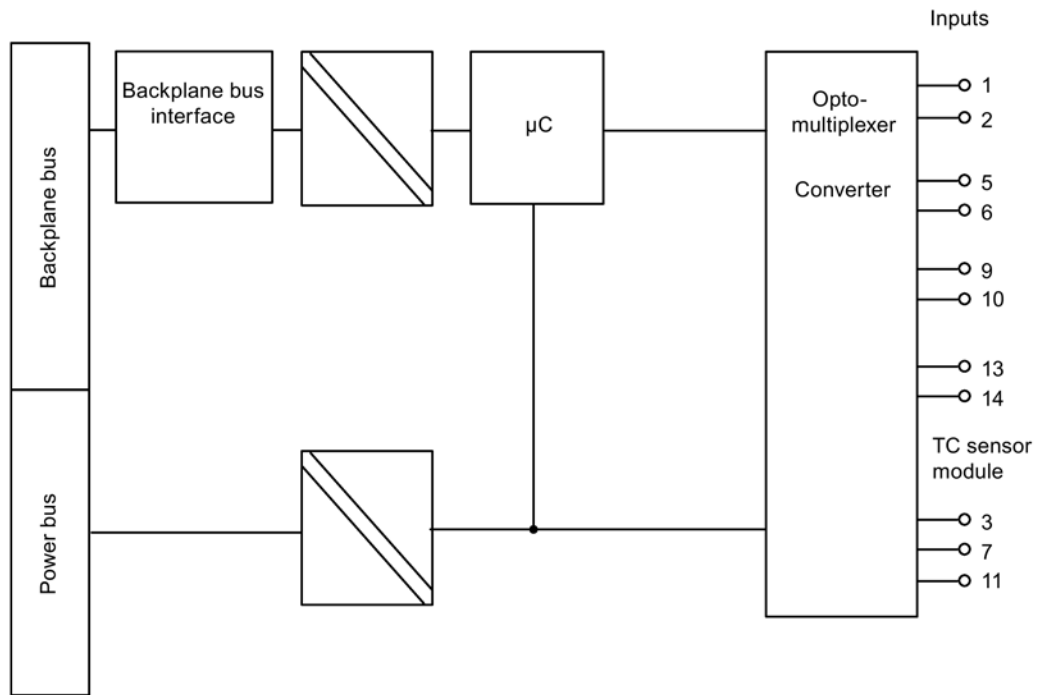 Inputs
Backplane bus
Backplane bus
interface
µC
Opto-
multiplexer
Converter
1
2
5
6
9
10
13
14
TC sensor
module
3
7
11
Power bus